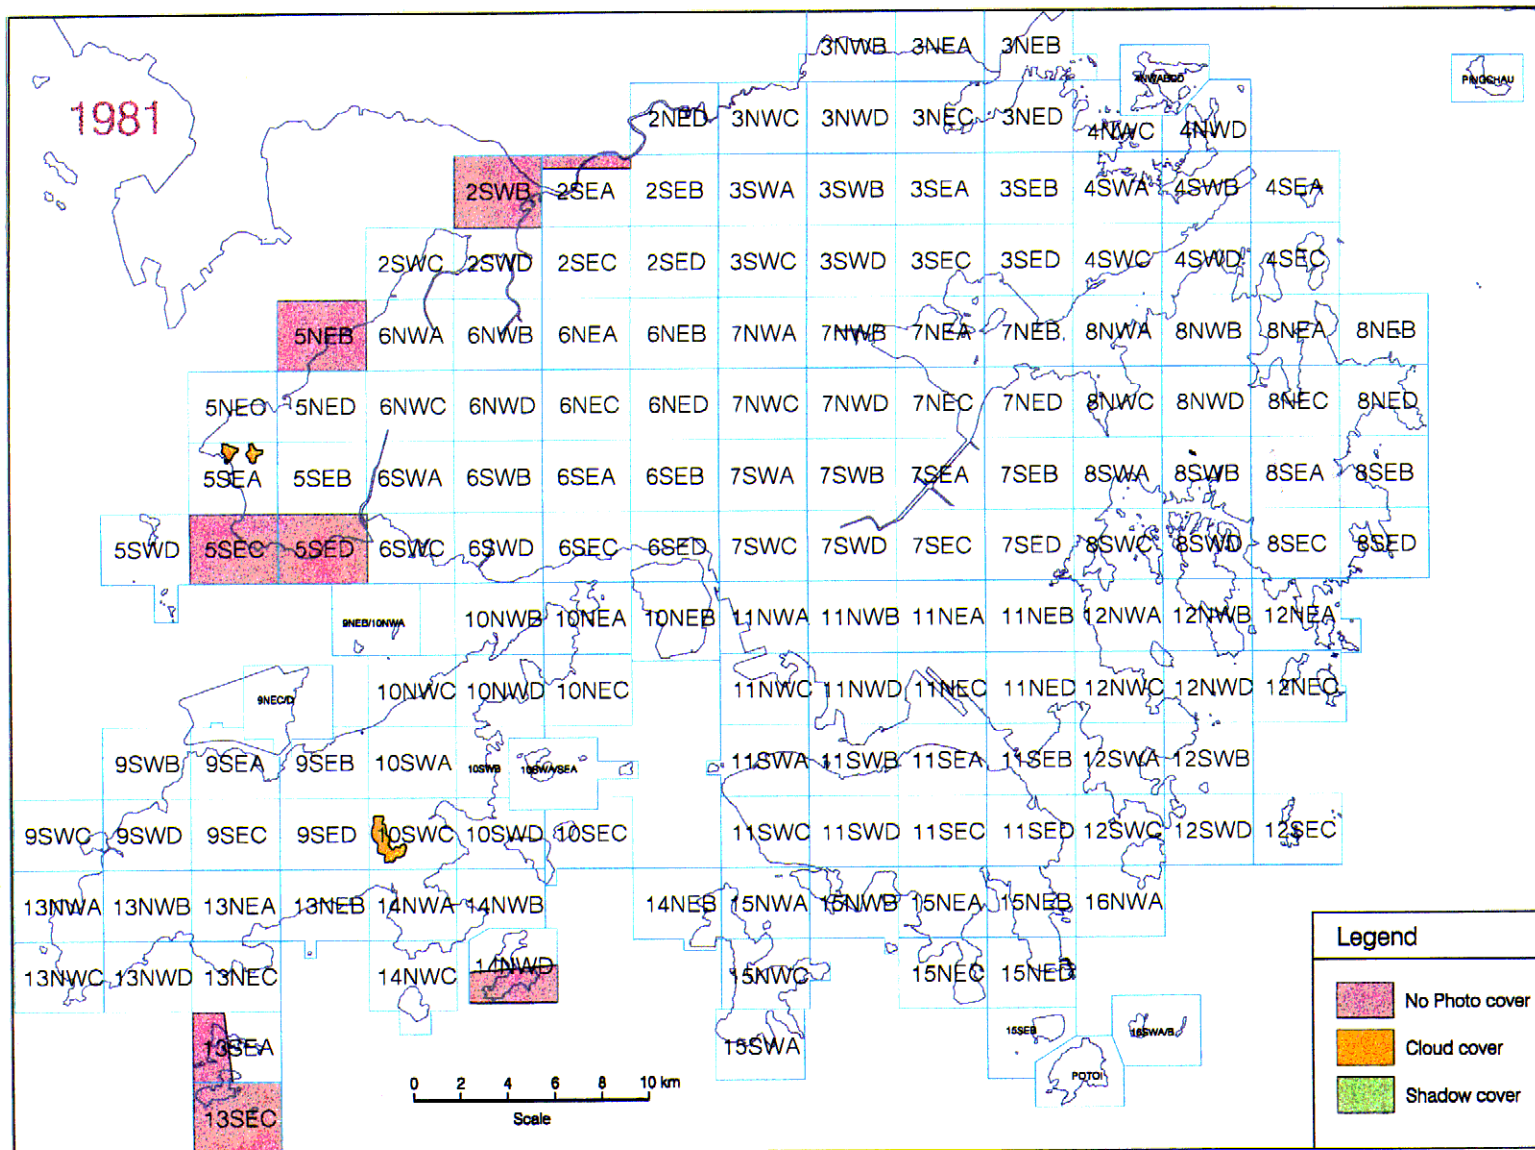 3NWB 3NEA 3NEB
PINGCHAU
1981
2NED 3NWC 3NWD 3NEC 3NED 4NWC 4NWD
2SWB 2SEA 2SEB 3SWA 3SWB 3SEA 3SEB 4SWA 4SWB 4SEA
2SWC 2SWD 2SEC 2SED 3SWC 3SWD 3SEC 3SED 4SWC 4SWD 4SEC
5NEB 6NWA 6NWB 6NEA 6NEB 7NWA 7NWB 7NEA 7NEB 8NWA 8NWB 8NEA 8NEB
5NEC 5NED 6NWC 6NWD 6NEC 6NED 7NWC 7NWD 7NEC 7NED 8NWC 8NWD 8NEC 8NED
5SEA 5SEB 6SWA 6SWB 6SEA 6SEB 7SWA 7SWB 7SEA 7SEB 8SWA 8SWB 8SEA 8SEB
5SWD 5SEC 5SED 6SWC 6SWD 6SEC 6SED 7SWC 7SWD 7SEC 7SED 8SWC 8SWD 8SEC 8SED
9NEB/10NWA 10NWB 10NEA 10NEB 11NWA 11NWB 11NEA 11NEB 12NWA 12NWB 12NEA
9NEC/D 10NWC 10NWD 10NEC 11NWC 11NWD 11NEC 11NED 12NWC 12NWD 12NEC
9SWB 9SEA 9SEB 10SWA 10SWB 10SWA/SEA 11SWA 11SWB 11SEA 11SEB 12SWA 12SWB
9SWC 9SWD 9SEC 9SED 10SWC 10SWD 10SEC 11SWC 11SWD 11SEC 11SED 12SWC 12SWD 12SEC
13NWA 13NWB 13NEA 13NEB 14NWA 14NWB 14NEB 15NWA 15NWB 15NEA 15NEB 16NWA
13NWC 13NWD 13NEC 14NWC 14NWD 15NWC 15NEC 15NED
13SEA 15SWA 15SEB 16SWA/B
POTOI
13SEC
0 2 4 6 8 10 km
Scale
Legend
No Photo cover
Cloud cover
Shadow cover